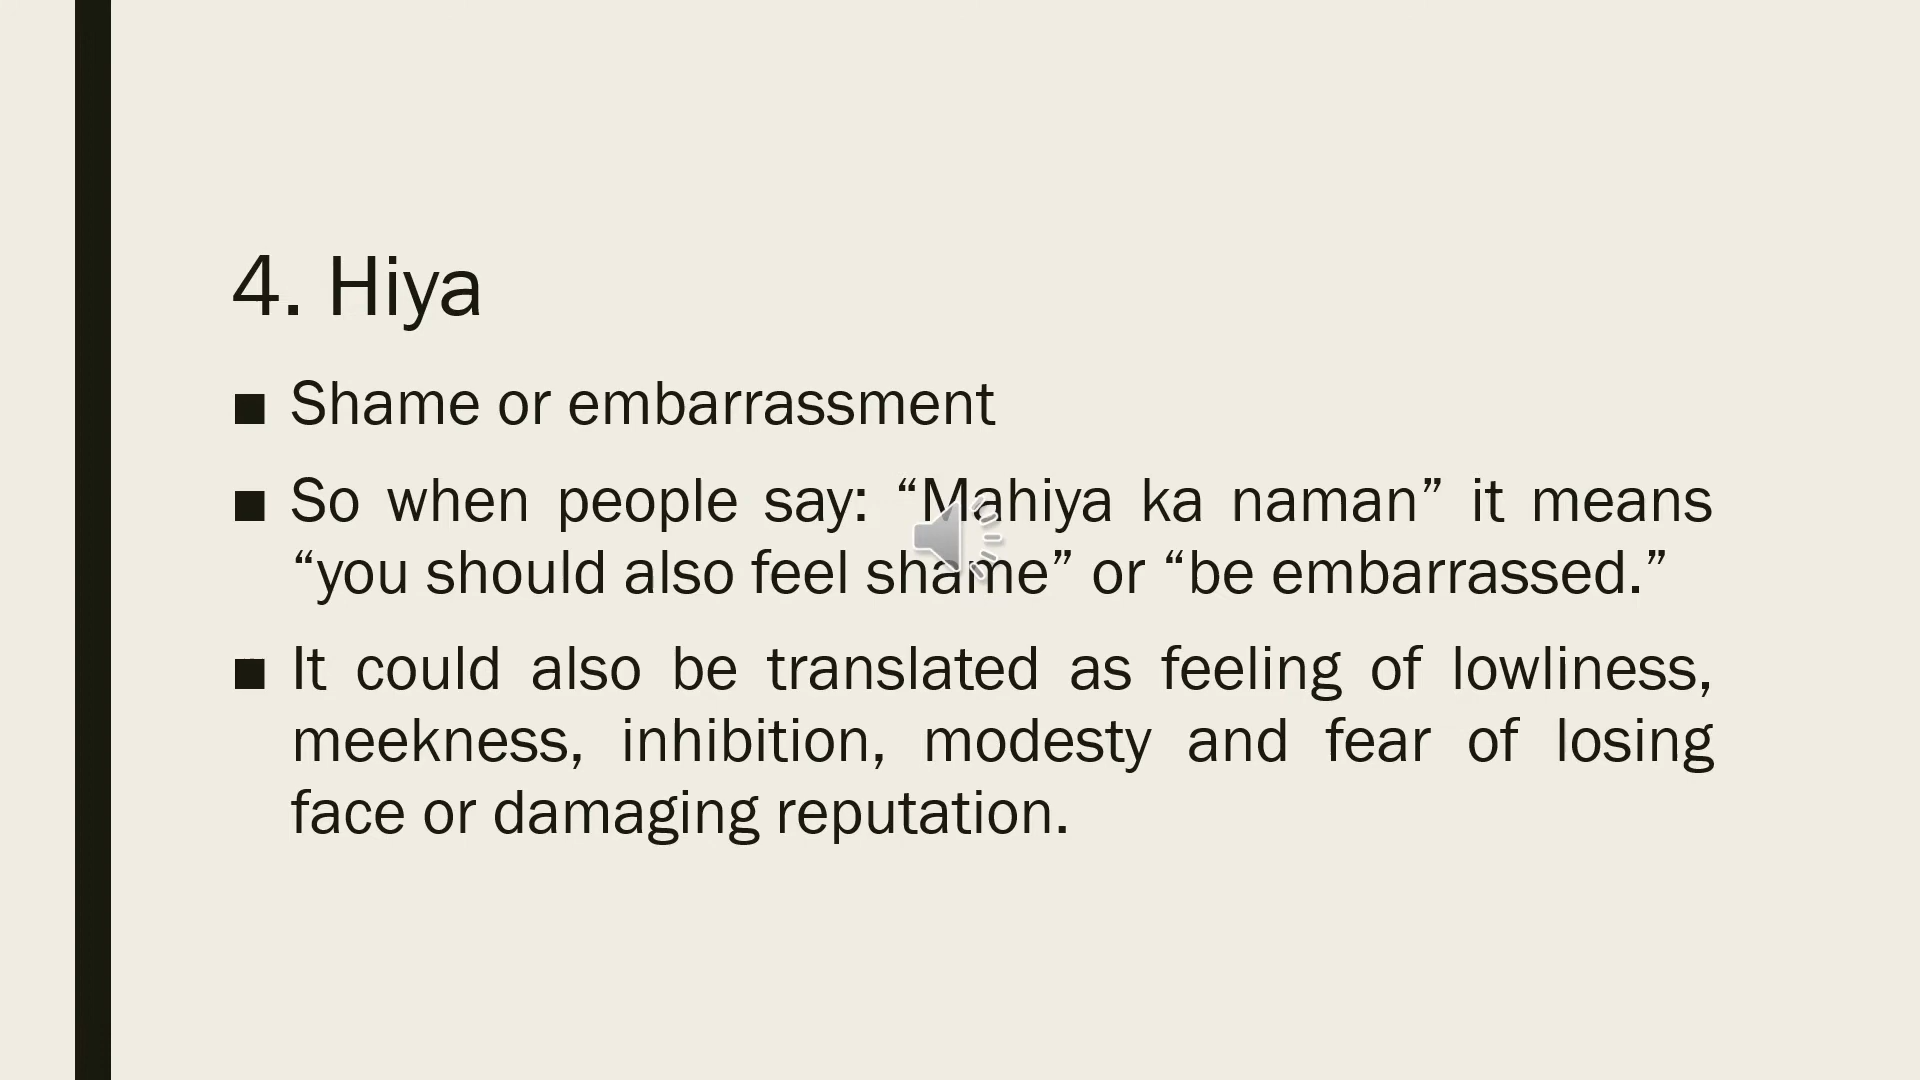 4. Hiya
■ Shame or embarrassment
■ So when people say: “Mahiya ka naman” it means
“you should also feel shame” or “be embarrassed.”
■ It could also be translated as feeling of lowliness,
meekness, inhibition, modesty and fear of losing
face or damaging reputation.